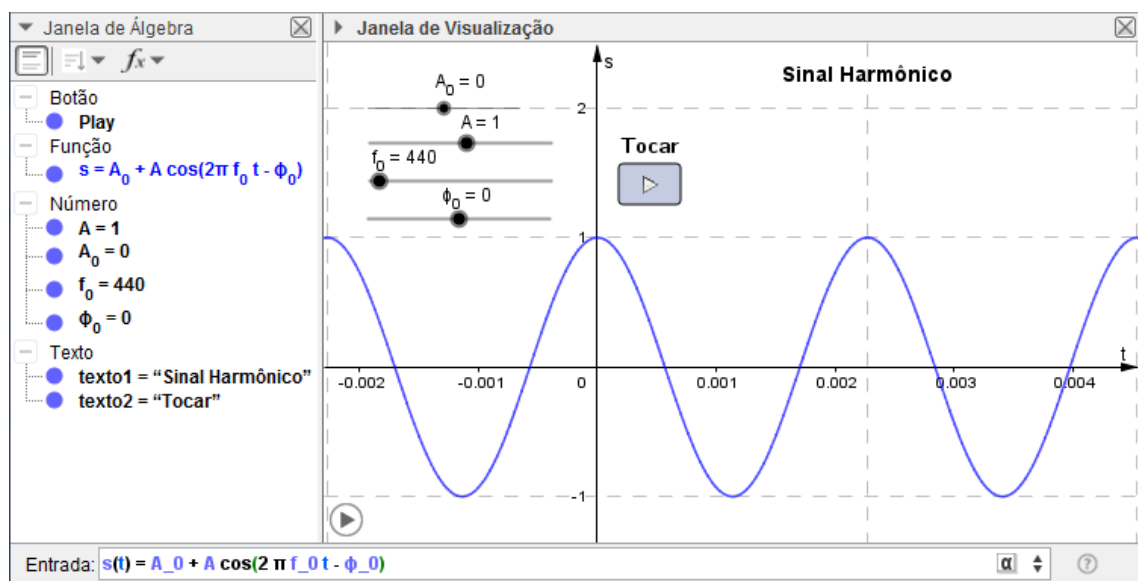 Janela de Álgebra
fx
Botão
Play
Função
s = A₀ + A cos(2π f₀ t - ϕ₀)
Número
A = 1
A₀ = 0
f₀ = 440
ϕ₀ = 0
Texto
texto1 = “Sinal Harmônico”
texto2 = “Tocar”
Janela de Visualização
Sinal Harmônico
A₀ = 0
A = 1
f₀ = 440
ϕ₀ = 0
Tocar
s
2
1
-1
t
-0.002 -0.001 0 0.001 0.002 0.003 0.004
Entrada: s(t) = A_0 + A cos(2 π f_0 t - ϕ_0)
α
?